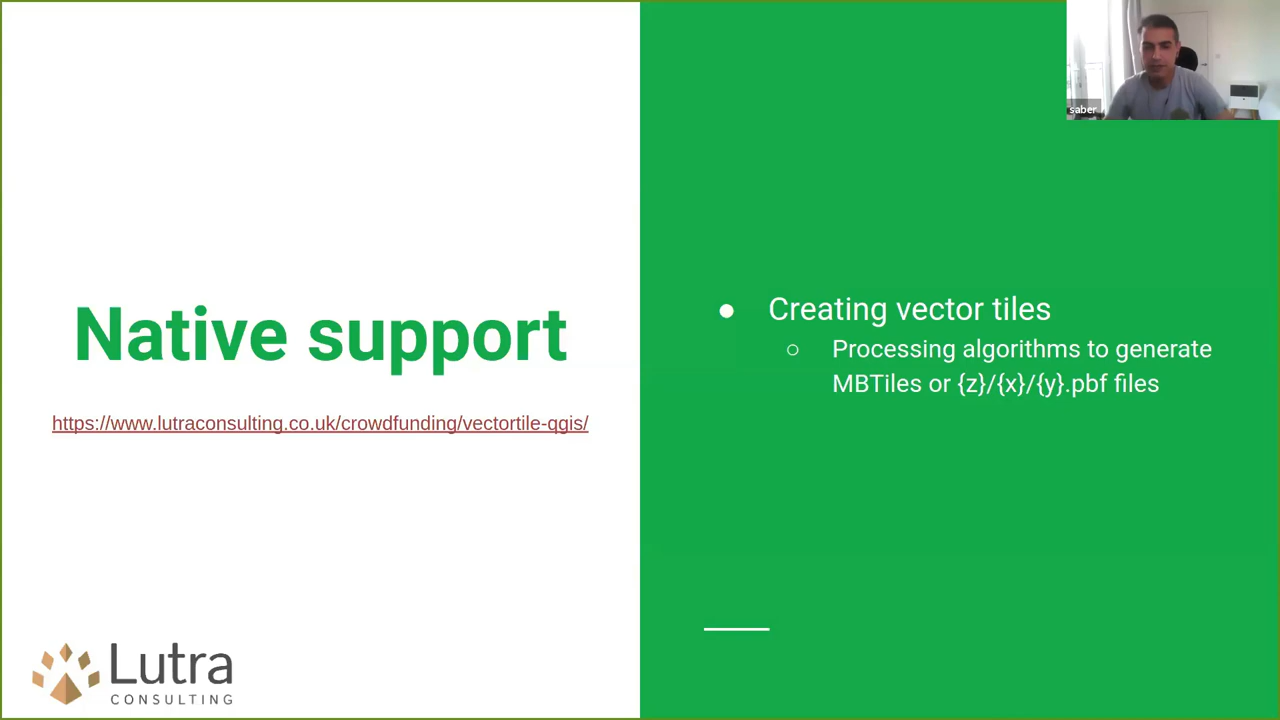 saber
Native support
https://www.lutraconsulting.co.uk/crowdfunding/vectortile-qgis/
● Creating vector tiles
○ Processing algorithms to generate
MBTiles or {z}/{x}/{y}.pbf files
Lutra
CONSULTING